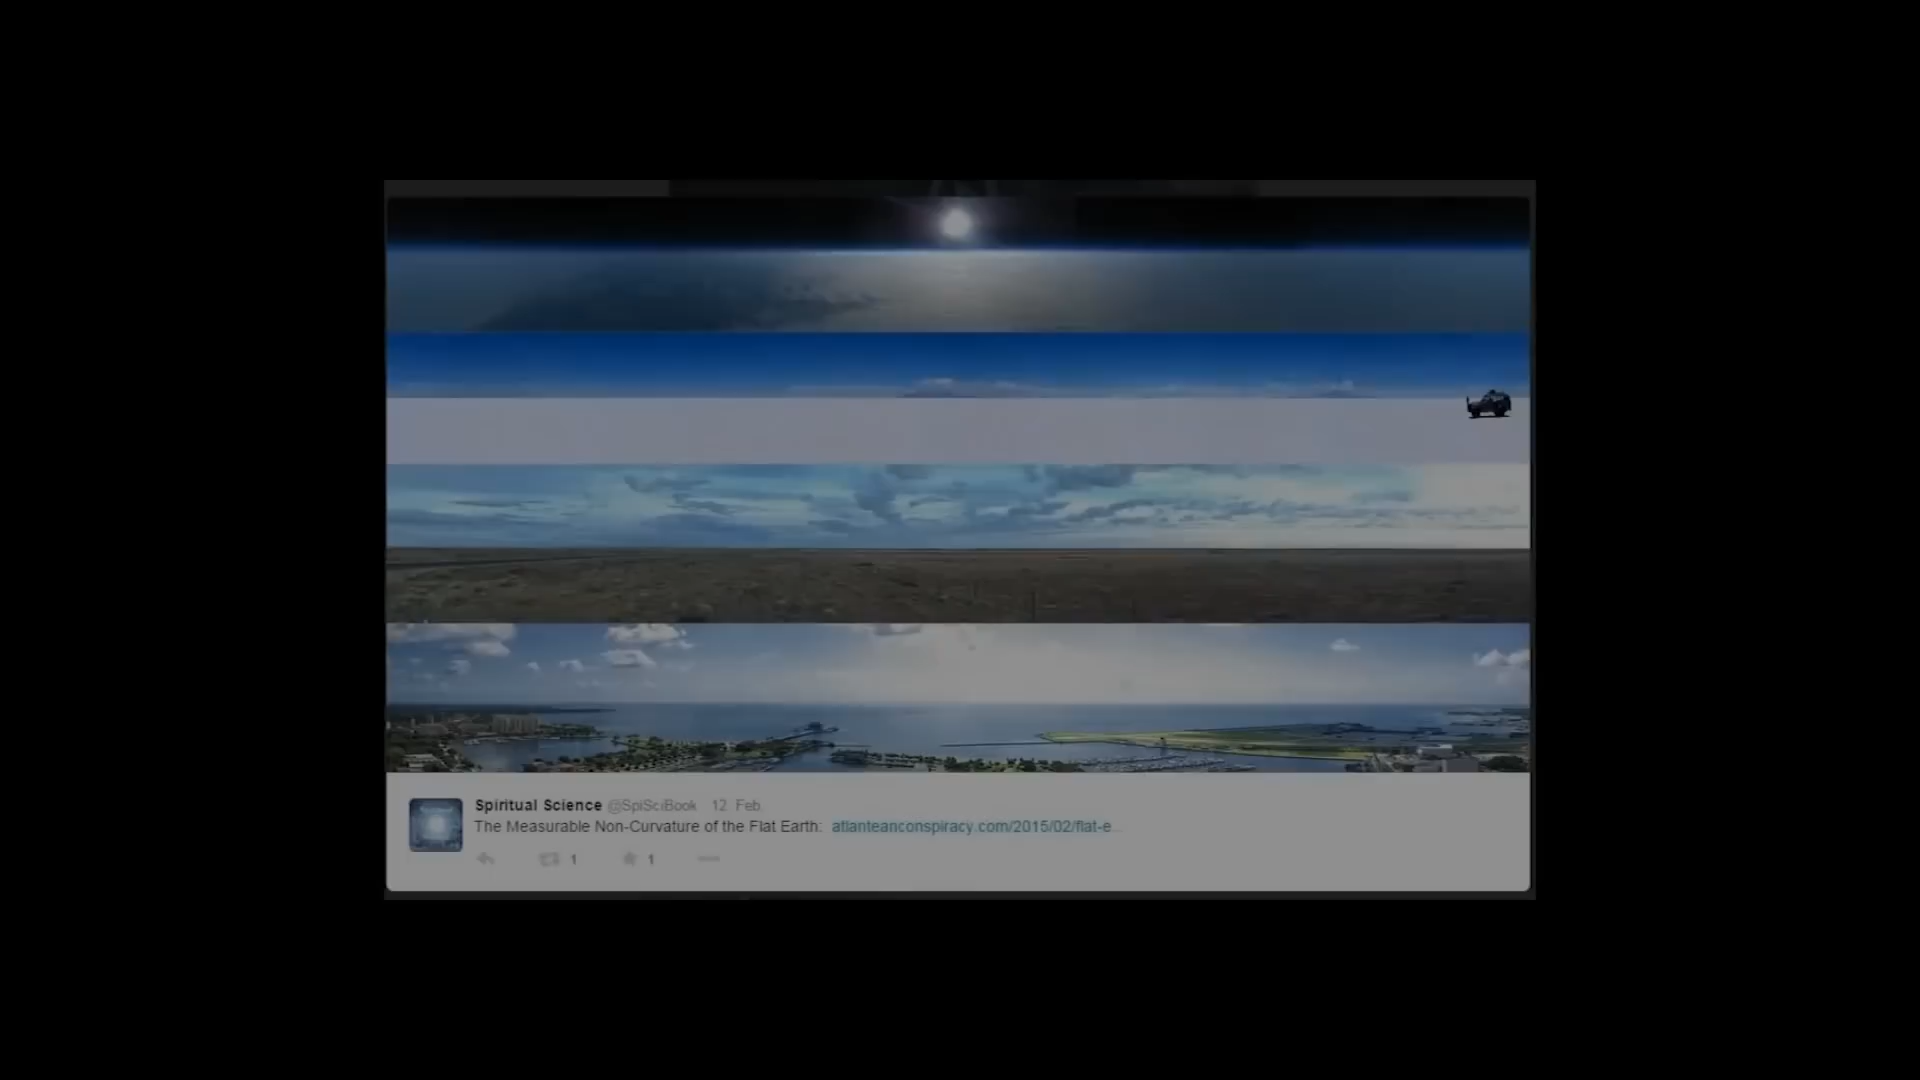 Spiritual Science @SpiSciBook 12. Feb.
The Measurable Non-Curvature of the Flat Earth: atlanteanconspiracy.com/2015/02/flat-e...
1 1